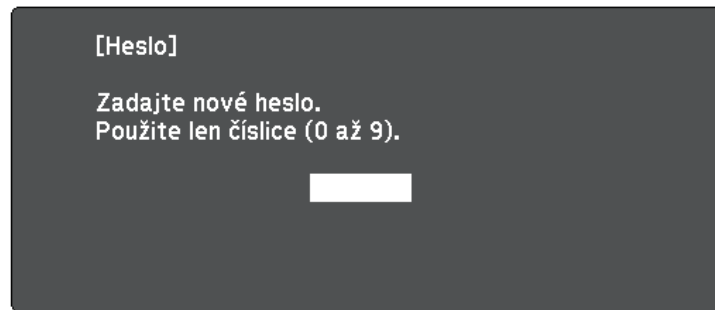 [Heslo]
Zadajte nové heslo.
Použite len číslice (0 až 9).